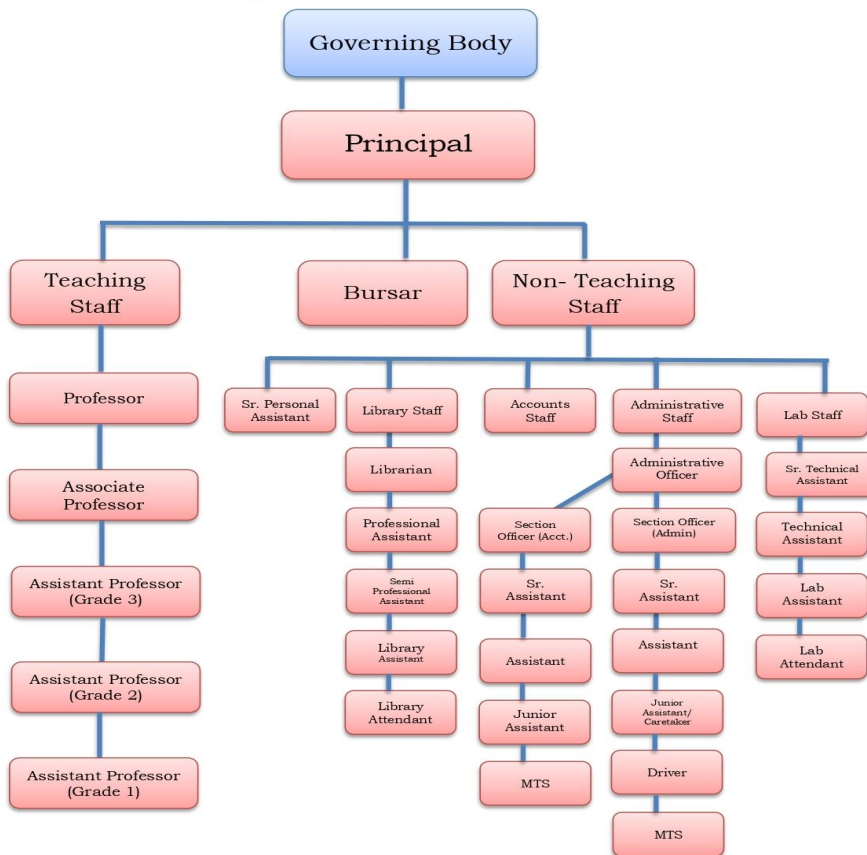 Governing Body
Principal
Teaching
Staff
Bursar
Non- Teaching
Staff
Professor
Associate
Professor
Assistant Professor
(Grade 3)
Assistant Professor
(Grade 2)
Assistant Professor
(Grade 1)
Sr. Personal
Assistant
Library Staff
Librarian
Professional
Assistant
Semi
Professional
Assistant
Library
Assistant
Library
Attendant
Accounts
Staff
Administrative
Staff
Administrative
Officer
Section
Officer (Acct.)
Sr.
Assistant
Assistant
Junior
Assistant
MTS
Section Officer
(Admin)
Sr.
Assistant
Assistant
Junior
Assistant/
Caretaker
Driver
MTS
Lab Staff
Sr. Technical
Assistant
Technical
Assistant
Lab
Assistant
Lab
Attendant